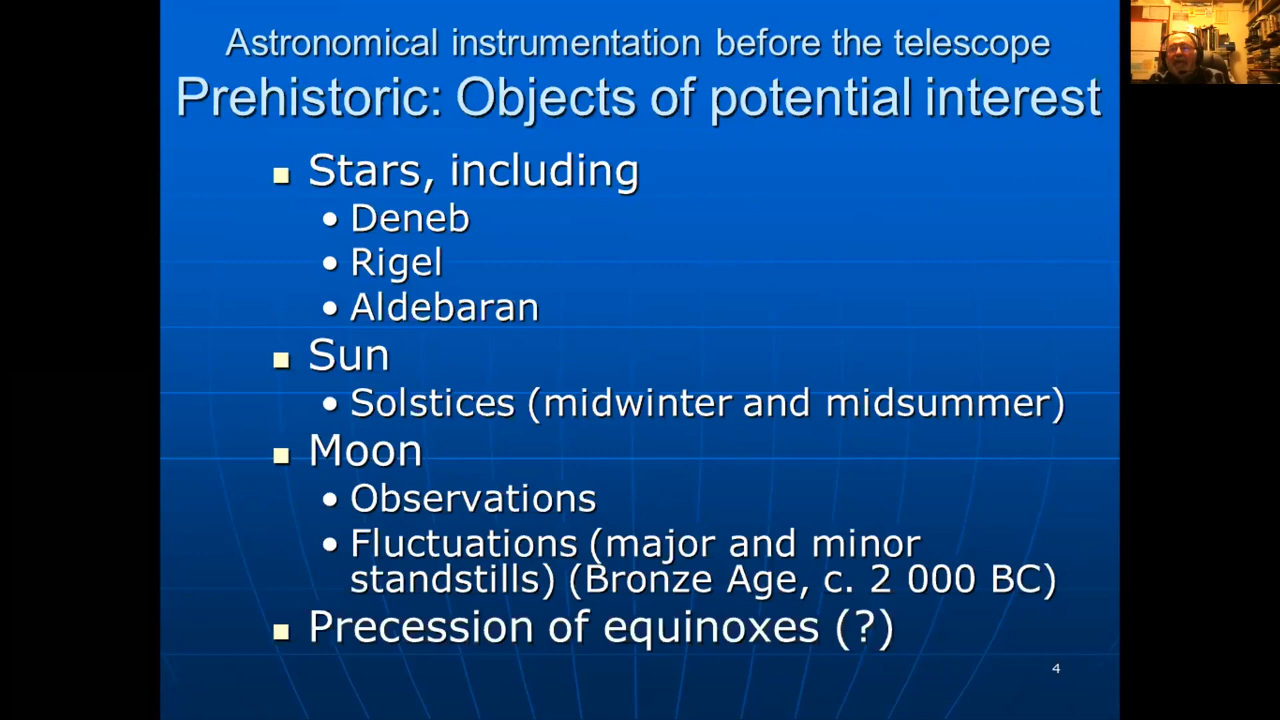 Astronomical instrumentation before the telescope
Prehistoric: Objects of potential interest
Stars, including
Deneb
Rigel
Aldebaran
Sun
Solstices (midwinter and midsummer)
Moon
Observations
Fluctuations (major and minor
standstills) (Bronze Age, c. 2 000 BC)
Precession of equinoxes (?)
4